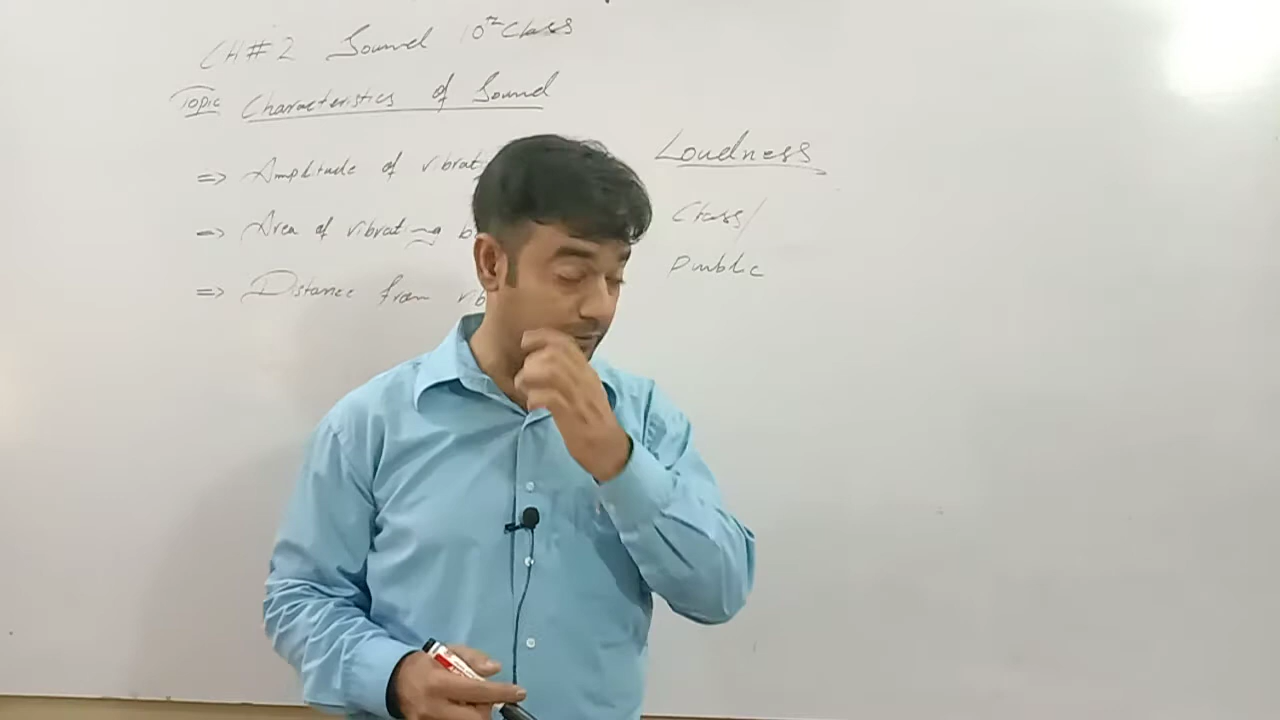 CH#2 Sound 10th Class
Topic Characteristics of Sound
⇒ Amplitude of vibrat
⇒ Area of vibrating b
⇒ Distance from vib
Loudness
Class/
Public